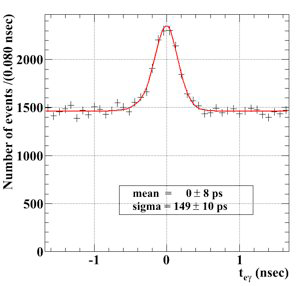 Number of events /(0.080 nsec)
2000
1500
1000
500
0
mean = 0 ± 8 ps
sigma = 149 ± 10 ps
-1
0
1
t_eγ (nsec)